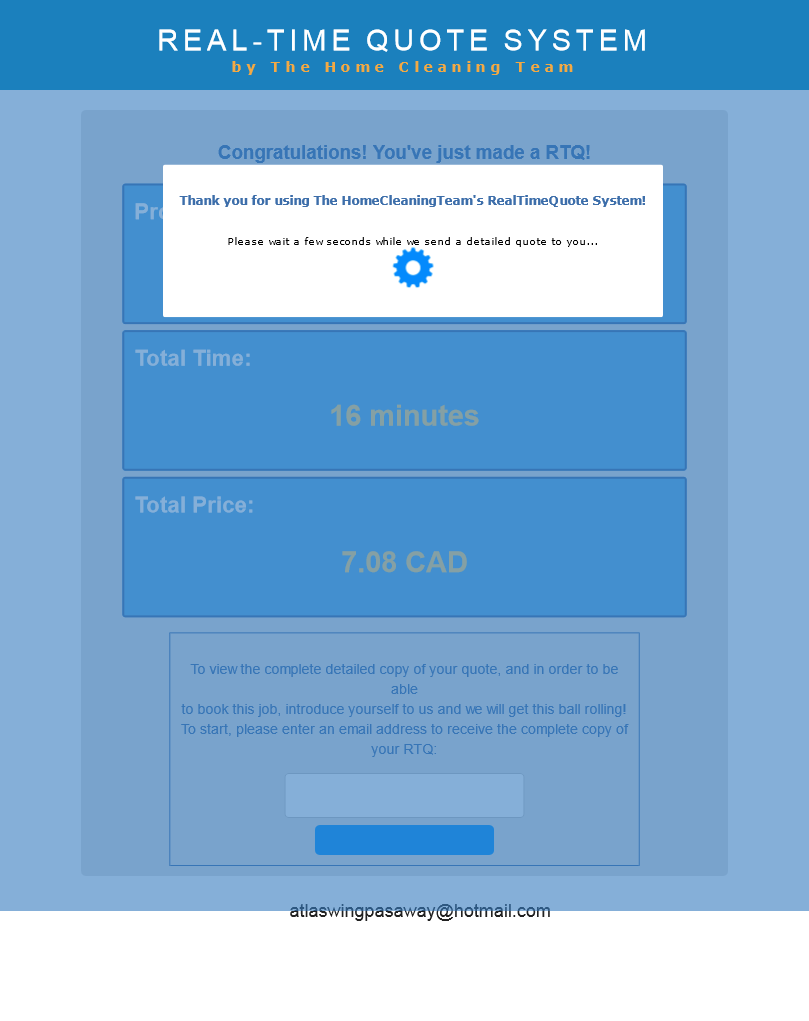 REAL-TIME QUOTE SYSTEM
by The Home Cleaning Team
Congratulations! You've just made a RTQ!
Thank you for using The HomeCleaningTeam's RealTimeQuote System!
Please wait a few seconds while we send a detailed quote to you...
Total Time:
16 minutes
Total Price:
7.08 CAD
To view the complete detailed copy of your quote, and in order to be
able
to book this job, introduce yourself to us and we will get this ball rolling!
To start, please enter an email address to receive the complete copy of
your RTQ:
atlaswingpasaway@hotmail.com